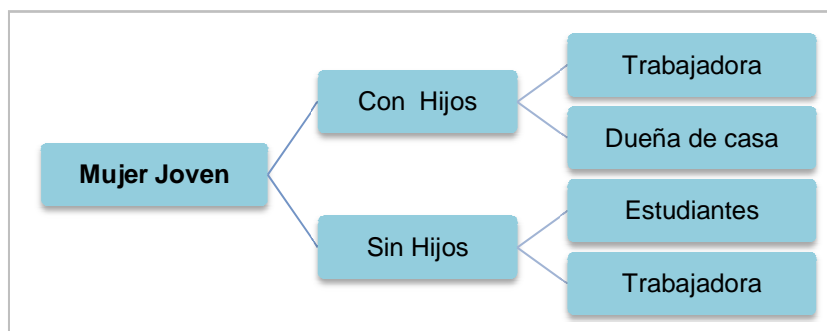 Mujer Joven
Con Hijos
Trabajadora
Dueña de casa
Sin Hijos
Estudiantes
Trabajadora